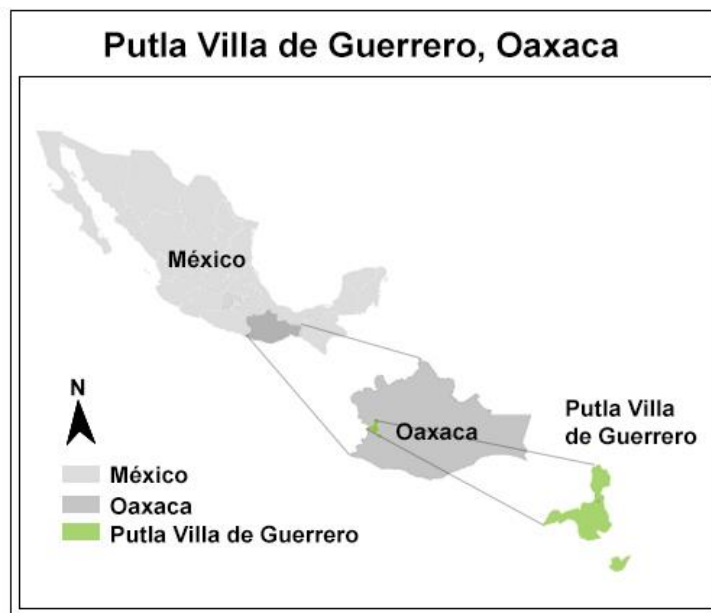 Putla Villa de Guerrero, Oaxaca
México
N
Oaxaca
Putla Villa
de Guerrero
México
Oaxaca
Putla Villa de Guerrero